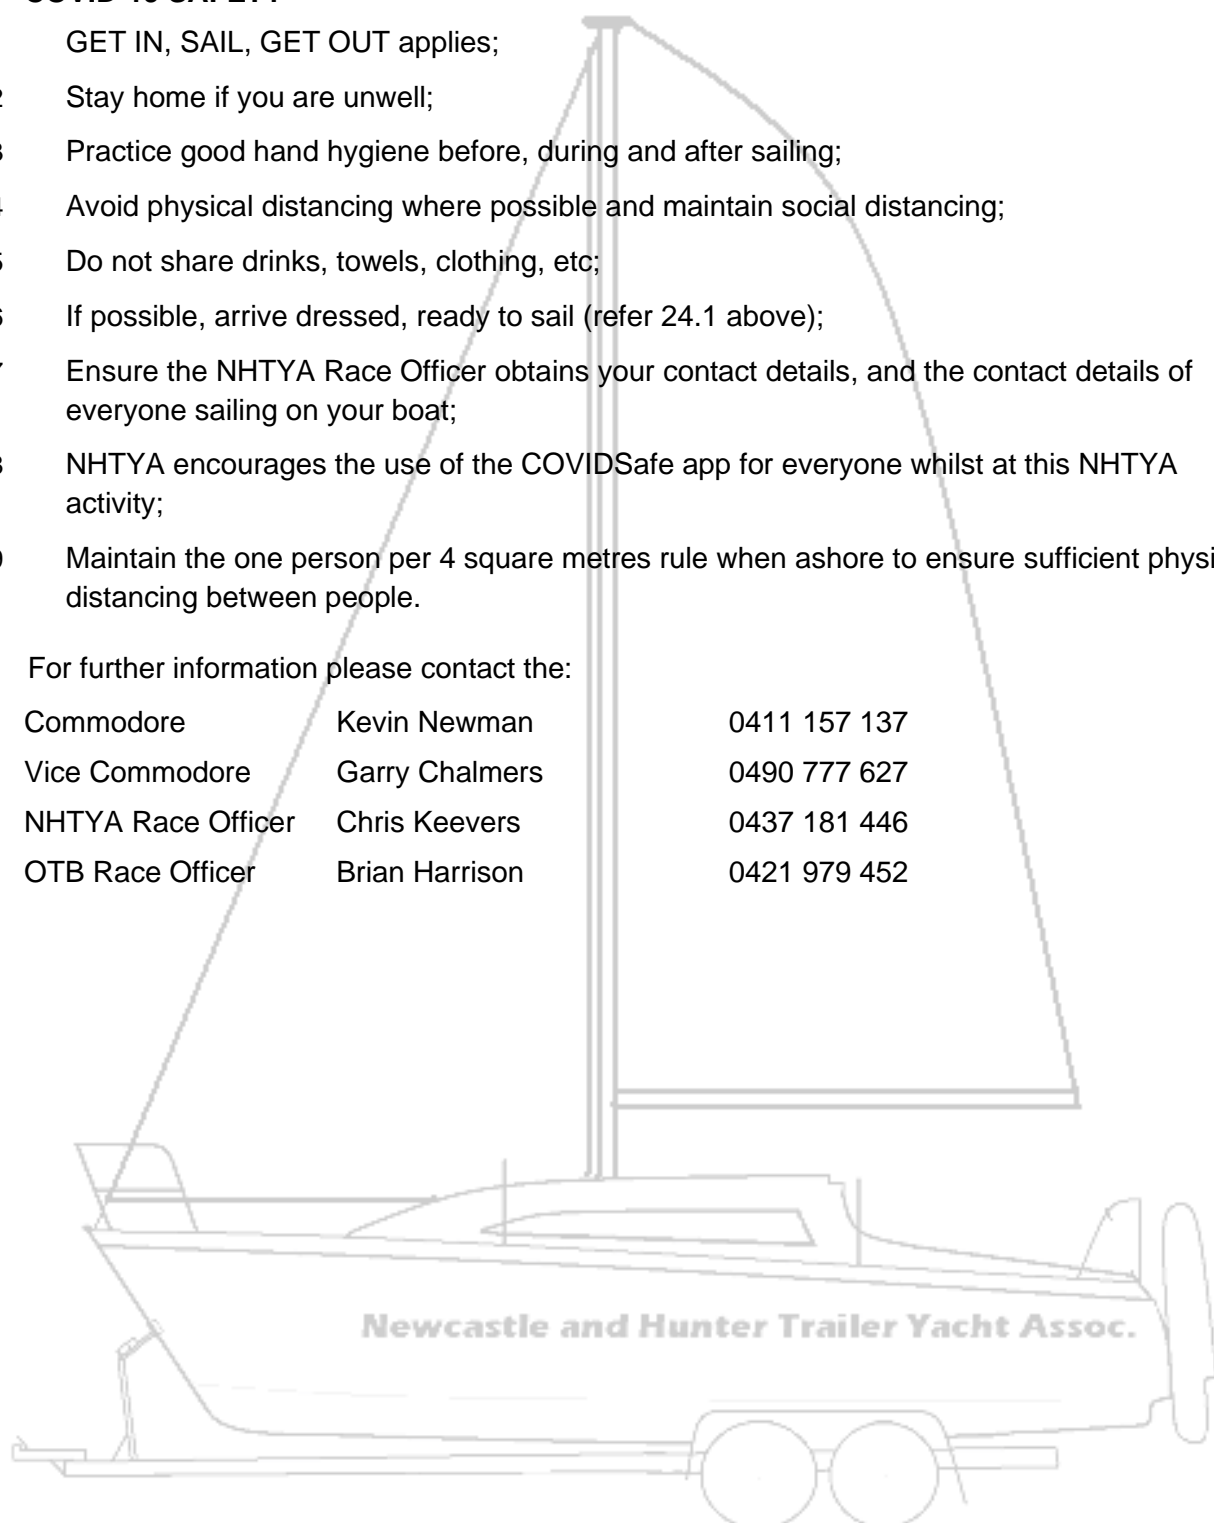 GET IN, SAIL, GET OUT applies;
Stay home if you are unwell;
Practice good hand hygiene before, during and after sailing;
Avoid physical distancing where possible and maintain social distancing;
Do not share drinks, towels, clothing, etc;
If possible, arrive dressed, ready to sail (refer 24.1 above);
Ensure the NHTYA Race Officer obtains your contact details, and the contact details of
everyone sailing on your boat;
NHTYA encourages the use of the COVIDSafe app for everyone whilst at this NHTYA
activity;
Maintain the one person per 4 square metres rule when ashore to ensure sufficient physi
distancing between people.
For further information please contact the:
Commodore Kevin Newman 0411 157 137
Vice Commodore Garry Chalmers 0490 777 627
NHTYA Race Officer Chris Keevers 0437 181 446
OTB Race Officer Brian Harrison 0421 979 452
Newcastle and Hunter Trailer Yacht Assoc.